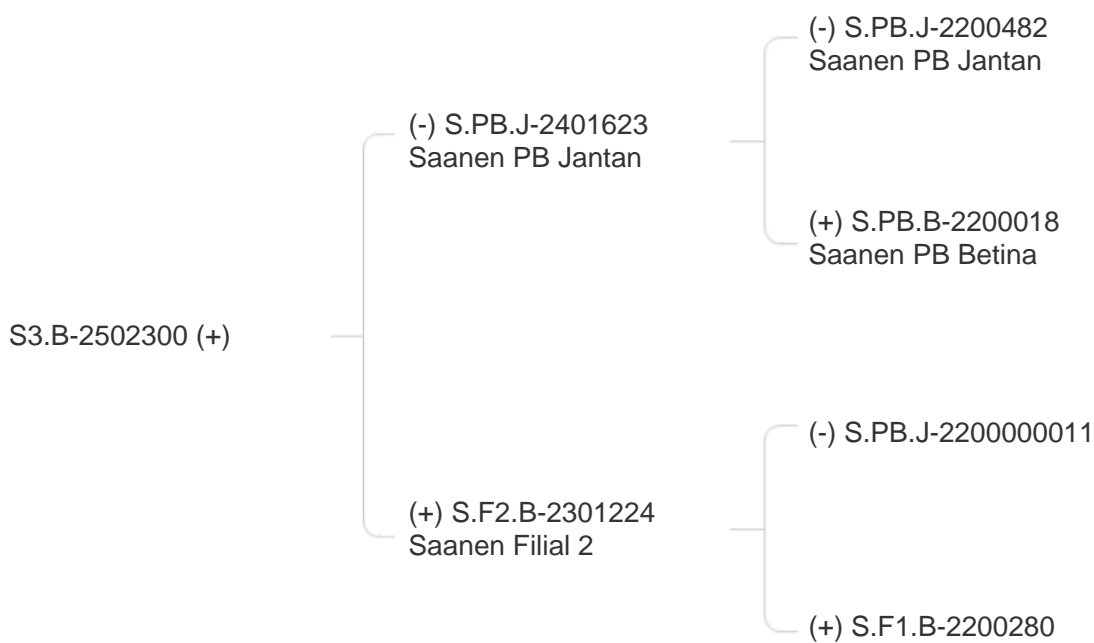 (-) S.PB.J-2200482
Saanen PB Jantan
(-) S.PB.J-2401623
Saanen PB Jantan
(+) S.PB.B-2200018
Saanen PB Betina
S3.B-2502300 (+)
(-) S.PB.J-2200000011
(+) S.F2.B-2301224
Saanen Filial 2
(+) S.F1.B-2200280